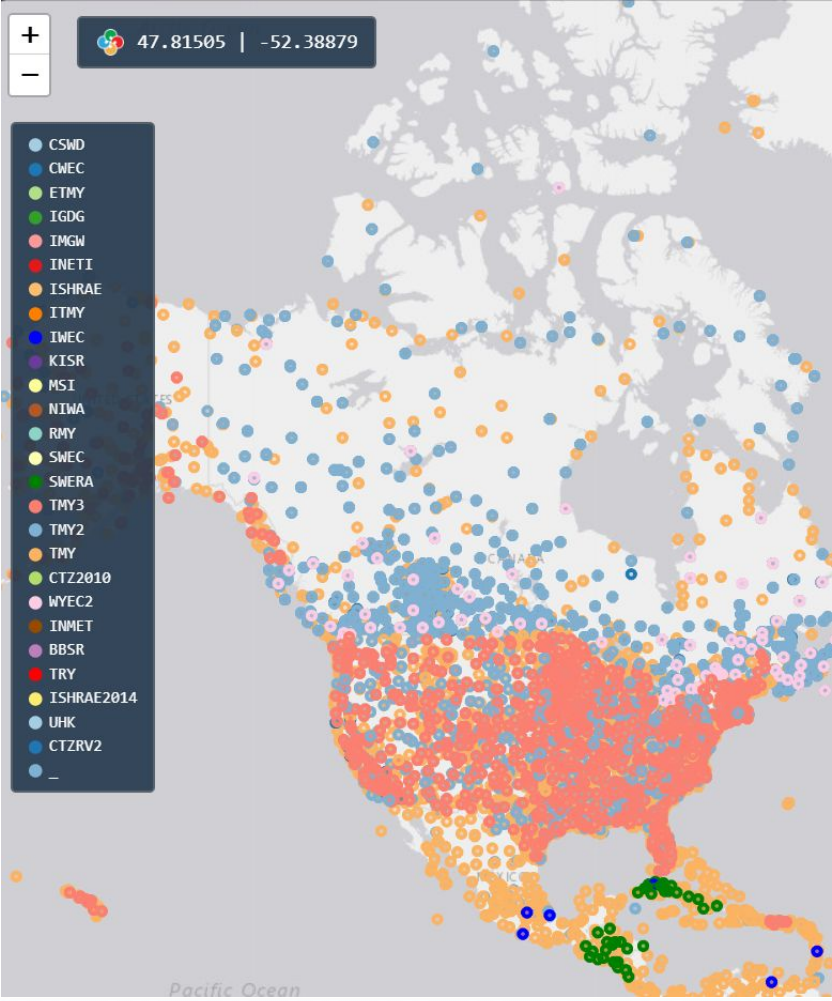 +
47.81505 | -52.38879
−
CSWD
CWEC
ETMY
IGDG
IMGW
INETI
ISHRAE
ITMY
IWEC
KISR
MSI
NIWA
RMY
SWEC
SWERA
TMY3
TMY2
TMY
CTZ2010
WYEC2
INMET
BBSR
TRY
ISHRAE2014
UHK
CTZRV2
_
CANADA
Pacific Ocean